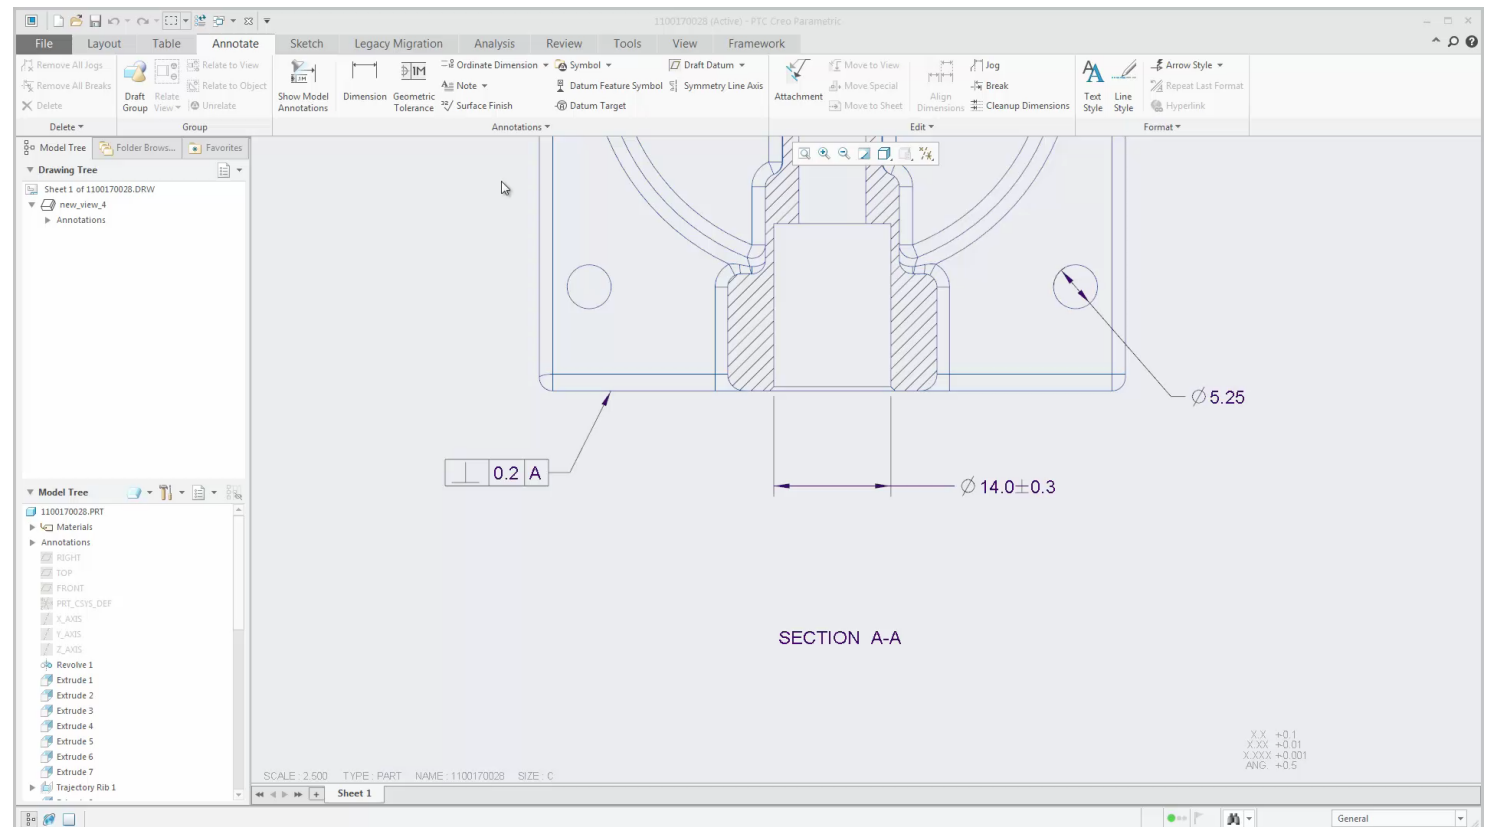 1100170028 (Active) - PTC Creo Parametric
File Layout Table Annotate Sketch Legacy Migration Analysis Review Tools View Framework
Remove All Jogs
Remove All Breaks
Delete
Delete
Draft Group
Relate View
Relate to View
Relate to Object
Unrelate
Group
Show Model Annotations
Dimension
Geometric Tolerance
Ordinate Dimension
Note
Surface Finish
Symbol
Datum Feature Symbol
Datum Target
Draft Datum
Symmetry Line Axis
Annotations
Attachment
Move to View
Move Special
Move to Sheet
Align Dimensions
Jog
Break
Cleanup Dimensions
Edit
Text Style
Line Style
Arrow Style
Repeat Last Format
Hyperlink
Format
Model Tree Folder Brows... Favorites
Drawing Tree
Sheet 1 of 1100170028.DRW
new_view_4
Annotations
Model Tree
1100170028.PRT
Materials
Annotations
RIGHT
TOP
FRONT
PRT_CSYS_DEF
X_AXIS
Y_AXIS
Z_AXIS
Revolve 1
Extrude 1
Extrude 2
Extrude 3
Extrude 4
Extrude 5
Extrude 6
Extrude 7
Trajectory Rib 1
∅5.25
⊥ 0.2 A
∅ 14.0±0.3
SECTION A-A
X.X +-0.1
X.XX +-0.01
X.XXX +-0.001
ANG. +-0.5
SCALE : 2.500 TYPE : PART NAME : 1100170028 SIZE : C
Sheet 1
General